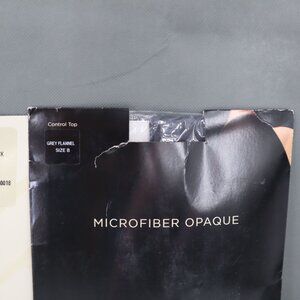 Control Top
GREY FLANNEL
SIZE B
MICROFIBER OPAQUE